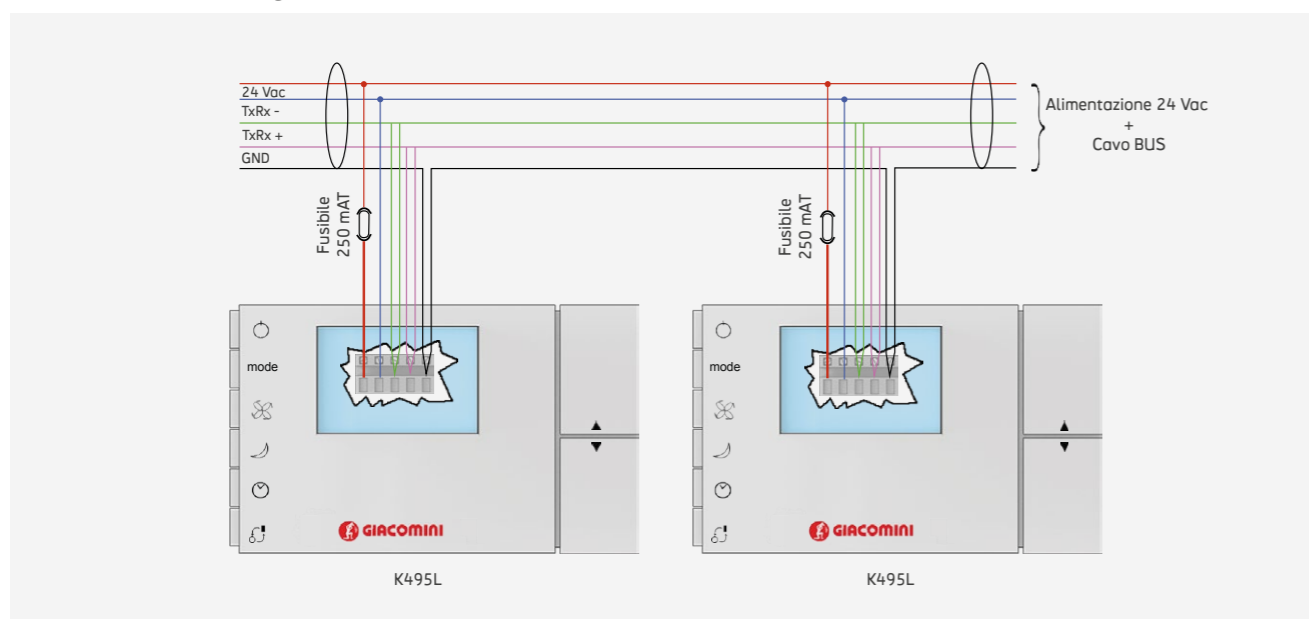 24 Vac
TxRx -
TxRx +
GND
Alimentazione 24 Vac
+
Cavo BUS
Fusibile
250 mAT
Fusibile
250 mAT
mode
GIACOMINI
K495L
mode
GIACOMINI
K495L